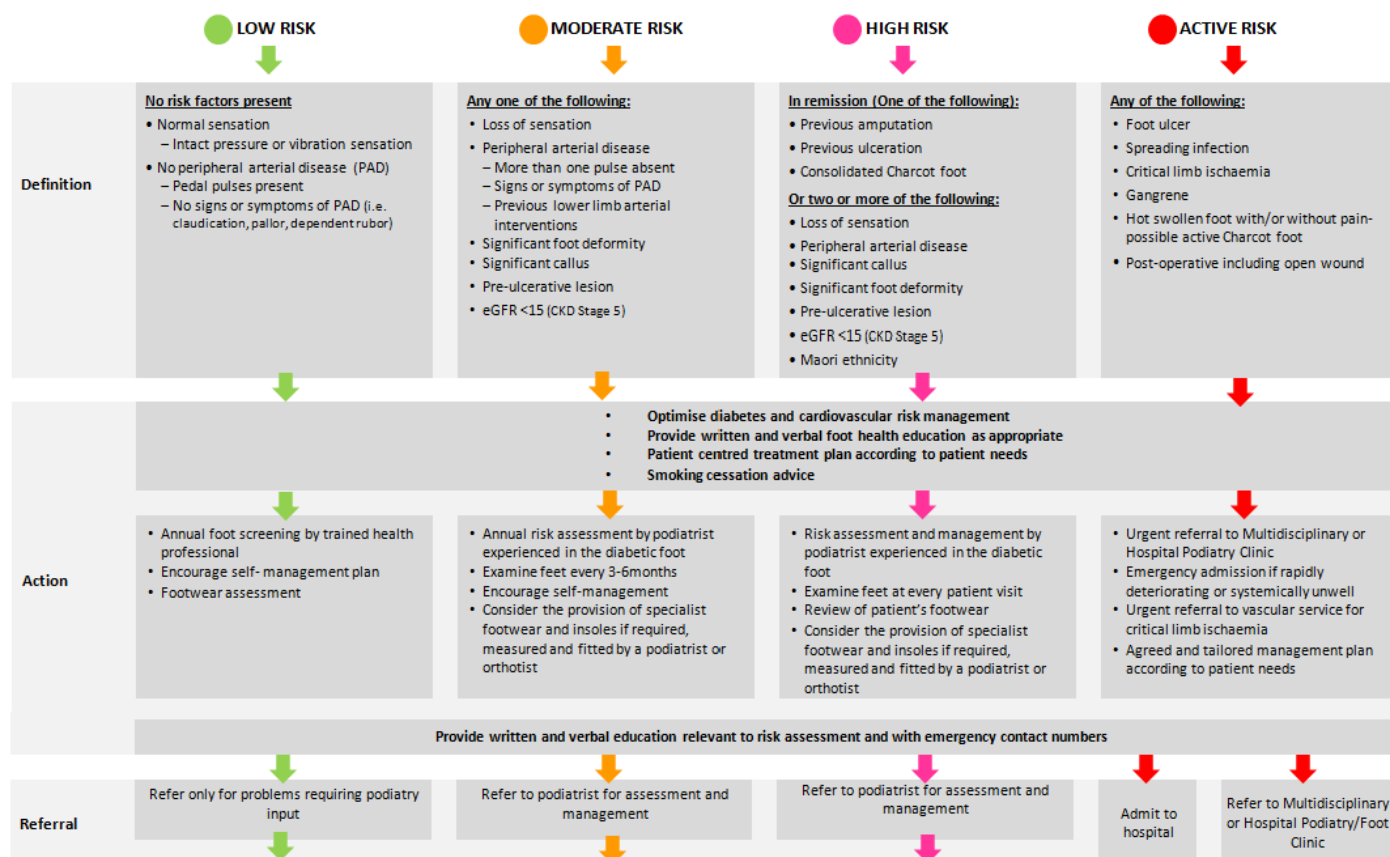 LOW RISK
MODERATE RISK
HIGH RISK
ACTIVE RISK
Definition
No risk factors present
• Normal sensation
– Intact pressure or vibration sensation
• No peripheral arterial disease (PAD)
– Pedal pulses present
– No signs or symptoms of PAD (i.e.
claudication, pallor, dependent rubor)
Any one of the following:
• Loss of sensation
• Peripheral arterial disease
– More than one pulse absent
– Signs or symptoms of PAD
– Previous lower limb arterial
interventions
• Significant foot deformity
• Significant callus
• Pre-ulcerative lesion
• eGFR <15 (CKD Stage 5)
In remission (One of the following):
• Previous amputation
• Previous ulceration
• Consolidated Charcot foot
Or two or more of the following:
• Loss of sensation
• Peripheral arterial disease
• Significant callus
• Significant foot deformity
• Pre-ulcerative lesion
• eGFR <15 (CKD Stage 5)
• Maori ethnicity
Any of the following:
• Foot ulcer
• Spreading infection
• Critical limb ischaemia
• Gangrene
• Hot swollen foot with/or without pain-
possible active Charcot foot
• Post-operative including open wound
Action
• Optimise diabetes and cardiovascular risk management
• Provide written and verbal foot health education as appropriate
• Patient centred treatment plan according to patient needs
• Smoking cessation advice
• Annual foot screening by trained health
professional
• Encourage self- management plan
• Footwear assessment
• Annual risk assessment by podiatrist
experienced in the diabetic foot
• Examine feet every 3-6months
• Encourage self-management
• Consider the provision of specialist
footwear and insoles if required,
measured and fitted by a podiatrist or
orthotist
• Risk assessment and management by
podiatrist experienced in the diabetic
foot
• Examine feet at every patient visit
• Review of patient's footwear
• Consider the provision of specialist
footwear and insoles if required,
measured and fitted by a podiatrist or
orthotist
• Urgent referral to Multidisciplinary or
Hospital Podiatry Clinic
• Emergency admission if rapidly
deteriorating or systemically unwell
• Urgent referral to vascular service for
critical limb ischaemia
• Agreed and tailored management plan
according to patient needs
Provide written and verbal education relevant to risk assessment and with emergency contact numbers
Referral
Refer only for problems requiring podiatry
input
Refer to podiatrist for assessment and
management
Refer to podiatrist for assessment and
management
Admit to
hospital
Refer to Multidisciplinary
or Hospital Podiatry/Foot
Clinic